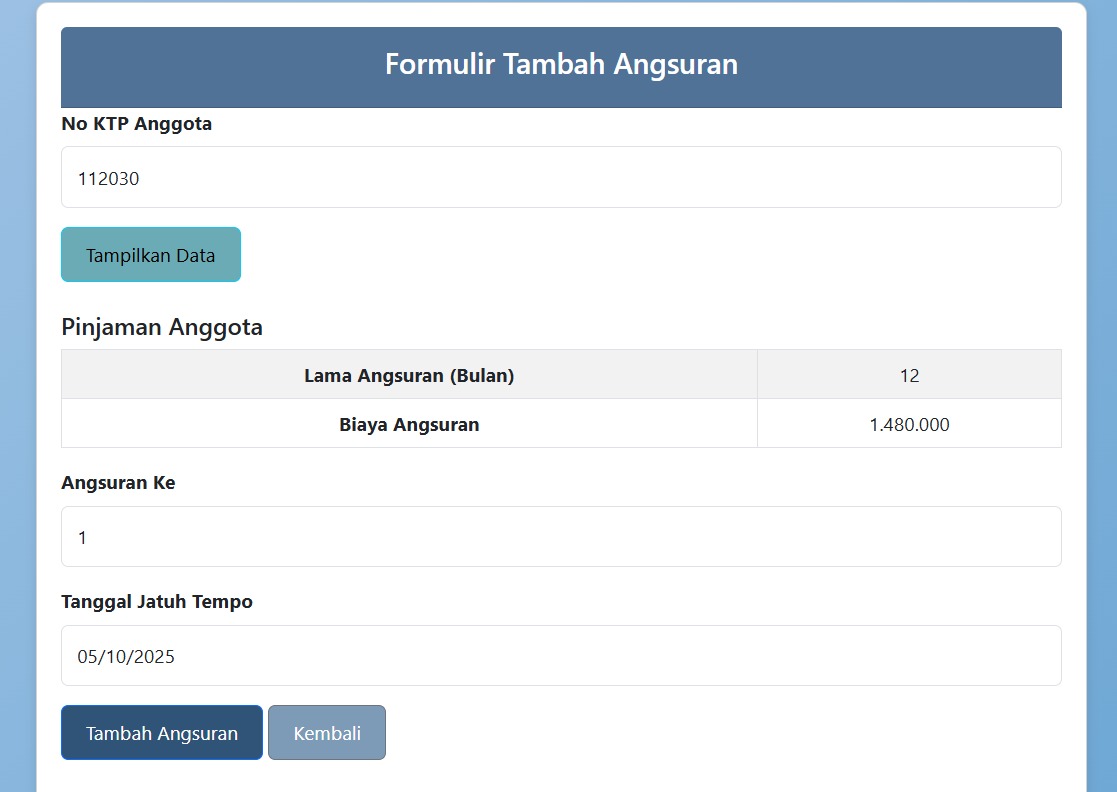 Formulir Tambah Angsuran
No KTP Anggota
112030
Tampilkan Data
Pinjaman Anggota
Lama Angsuran (Bulan) 12
Biaya Angsuran 1.480.000
Angsuran Ke
1
Tanggal Jatuh Tempo
05/10/2025
Tambah Angsuran Kembali